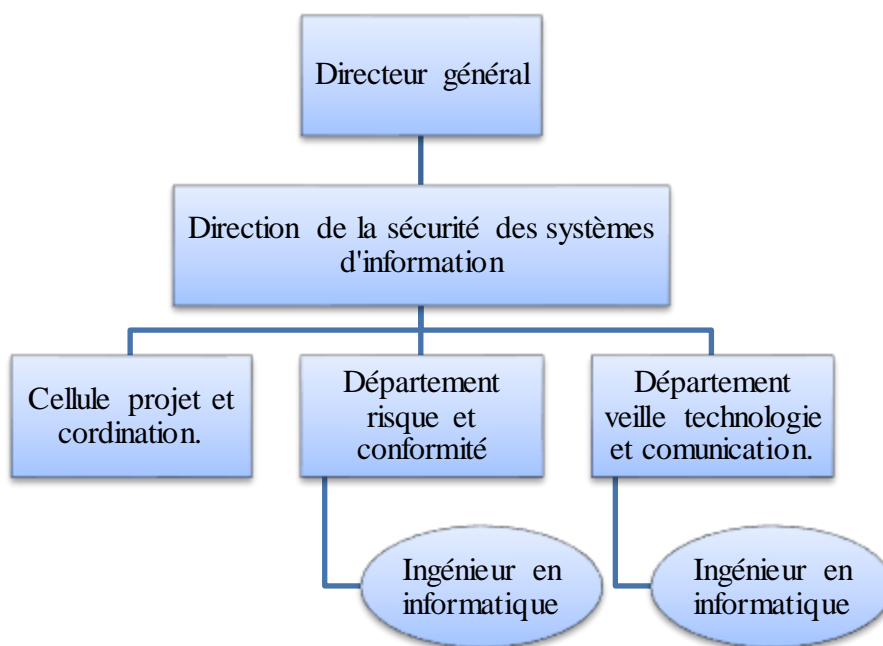 Directeur général
Direction de la sécurité des systèmes
d'information
Cellule projet et
cordination.
Département
risque et
conformité
Département
veille technologie
et comunication.
Ingénieur en
informatique
Ingénieur en
informatique